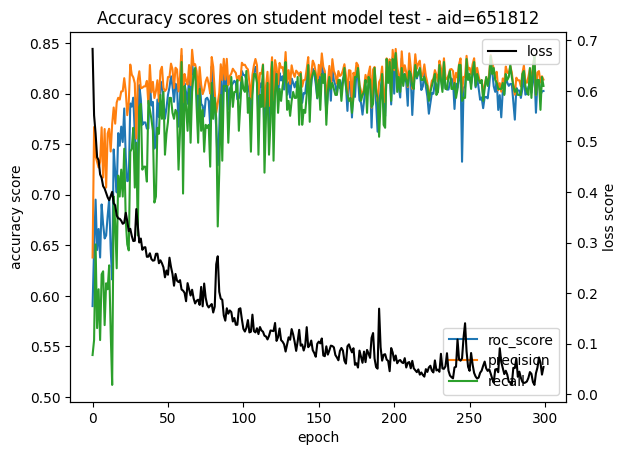 Accuracy scores on student model test - aid=651812
0.85
0.80
0.75
0.70
0.65
0.60
0.55
0.50
accuracy score
0.7
0.6
0.5
0.4
0.3
0.2
0.1
0.0
loss score
loss
roc_score
precision
recall
0 50 100 150 200 250 300
epoch